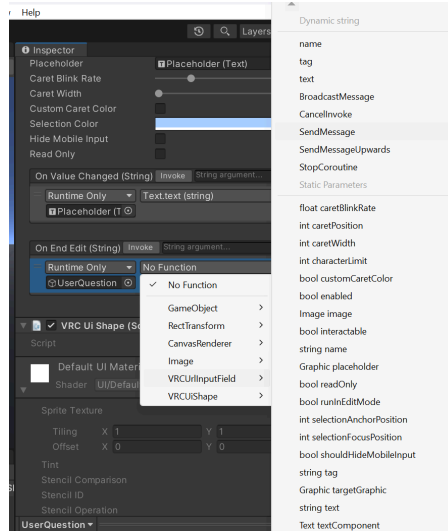 Help
Layers
Inspector
Placeholder
Placeholder (Text)
Caret Blink Rate
Caret Width
Custom Caret Color
Selection Color
Hide Mobile Input
Read Only
On Value Changed (String) Invoke String argument...
Runtime Only Text.text (string)
Placeholder (T
On End Edit (String) Invoke String argument...
Runtime Only No Function
UserQuestion
✓ No Function
GameObject >
RectTransform >
CanvasRenderer >
Image >
VRCUrlInputField >
VRCUiShape >
VRC Ui Shape (Sc
Script
Default UI Materi
Shader UI/Defaul
Sprite Texture
Tiling X 1 Y 1
Offset X 0 Y 0
Tint
Stencil Comparison
Stencil ID
Stencil Operation
UserQuestion
Dynamic string
name
tag
text
BroadcastMessage
CancelInvoke
SendMessage
SendMessageUpwards
StopCoroutine
Static Parameters
float caretBlinkRate
int caretPosition
int caretWidth
int characterLimit
bool customCaretColor
bool enabled
Image image
bool interactable
string name
Graphic placeholder
bool readOnly
bool runInEditMode
int selectionAnchorPosition
int selectionFocusPosition
bool shouldHideMobileInput
string tag
Graphic targetGraphic
string text
Text textComponent